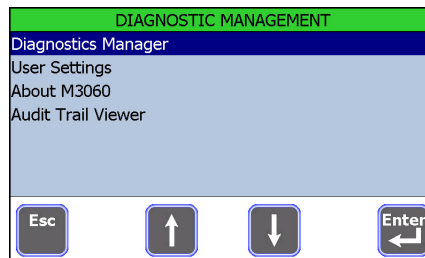 DIAGNOSTIC MANAGEMENT
Diagnostics Manager
User Settings
About M3060
Audit Trail Viewer
Esc
Enter